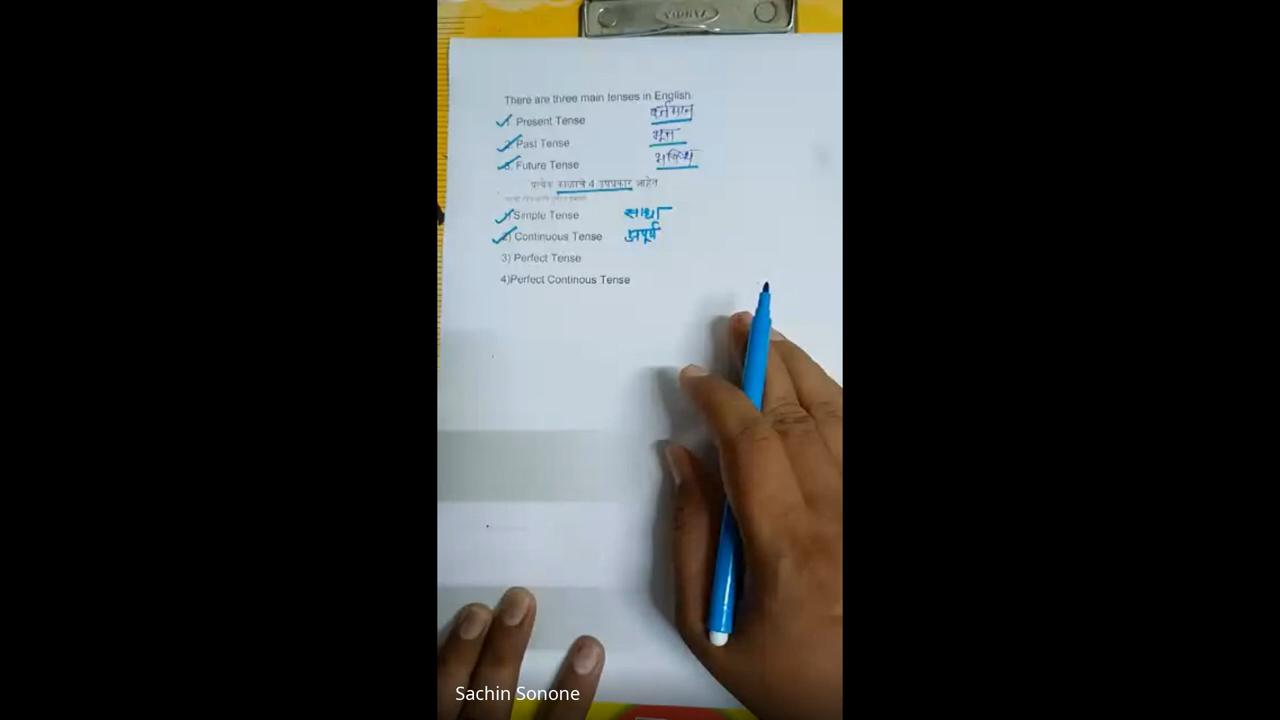 VIDHYA
There are three main tenses in English.
1. Present Tense वर्तमान
2. Past Tense भूत
3. Future Tense भविष्य
प्रत्येक काळाचे 4 उपप्रकार आहेत
1) Simple Tense साधा
2) Continuous Tense अपूर्ण
3) Perfect Tense
4)Perfect Continous Tense
Sachin Sonone